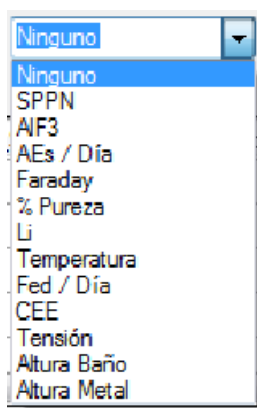 Ninguno
Ninguno
SPPN
AlF3
AEs / Día
Faraday
% Pureza
Li
Temperatura
Fed / Día
CEE
Tensión
Altura Baño
Altura Metal